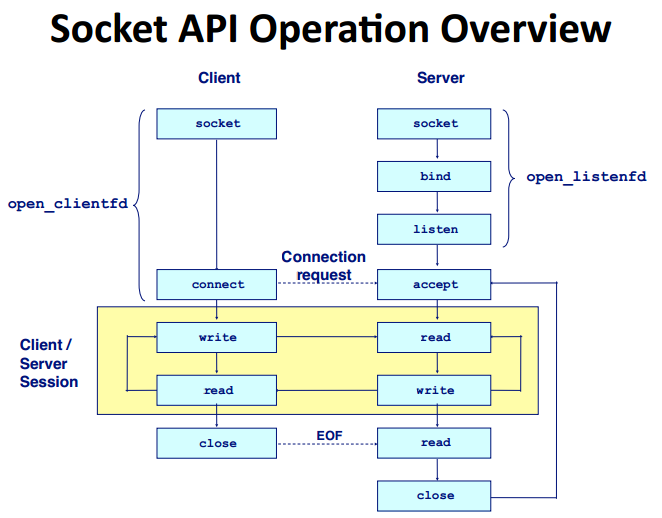 Socket API Operation Overview
Client
Server
socket
socket
bind
open_clientfd
open_listenfd
listen
Connection
request
connect
accept
Client /
Server
Session
write
read
read
write
close
EOF
read
close